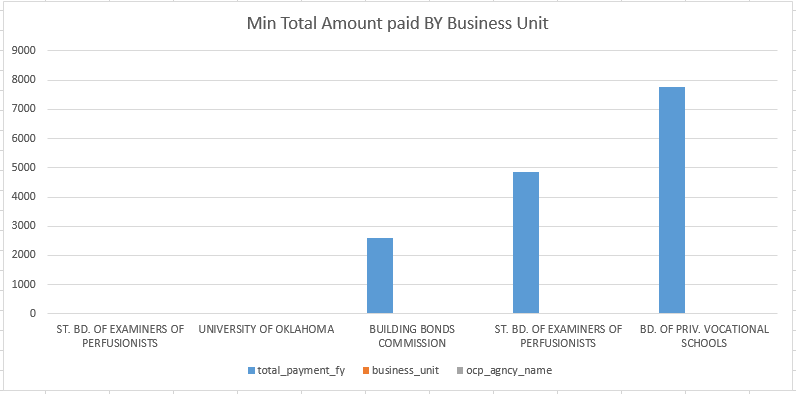 Min Total Amount paid BY Business Unit
9000
8000
7000
6000
5000
4000
3000
2000
1000
0
ST. BD. OF EXAMINERS OF
PERFUSIONISTS
UNIVERSITY OF OKLAHOMA
BUILDING BONDS
COMMISSION
ST. BD. OF EXAMINERS OF
PERFUSIONISTS
BD. OF PRIV. VOCATIONAL
SCHOOLS
total_payment_fy business_unit ocp_agncy_name